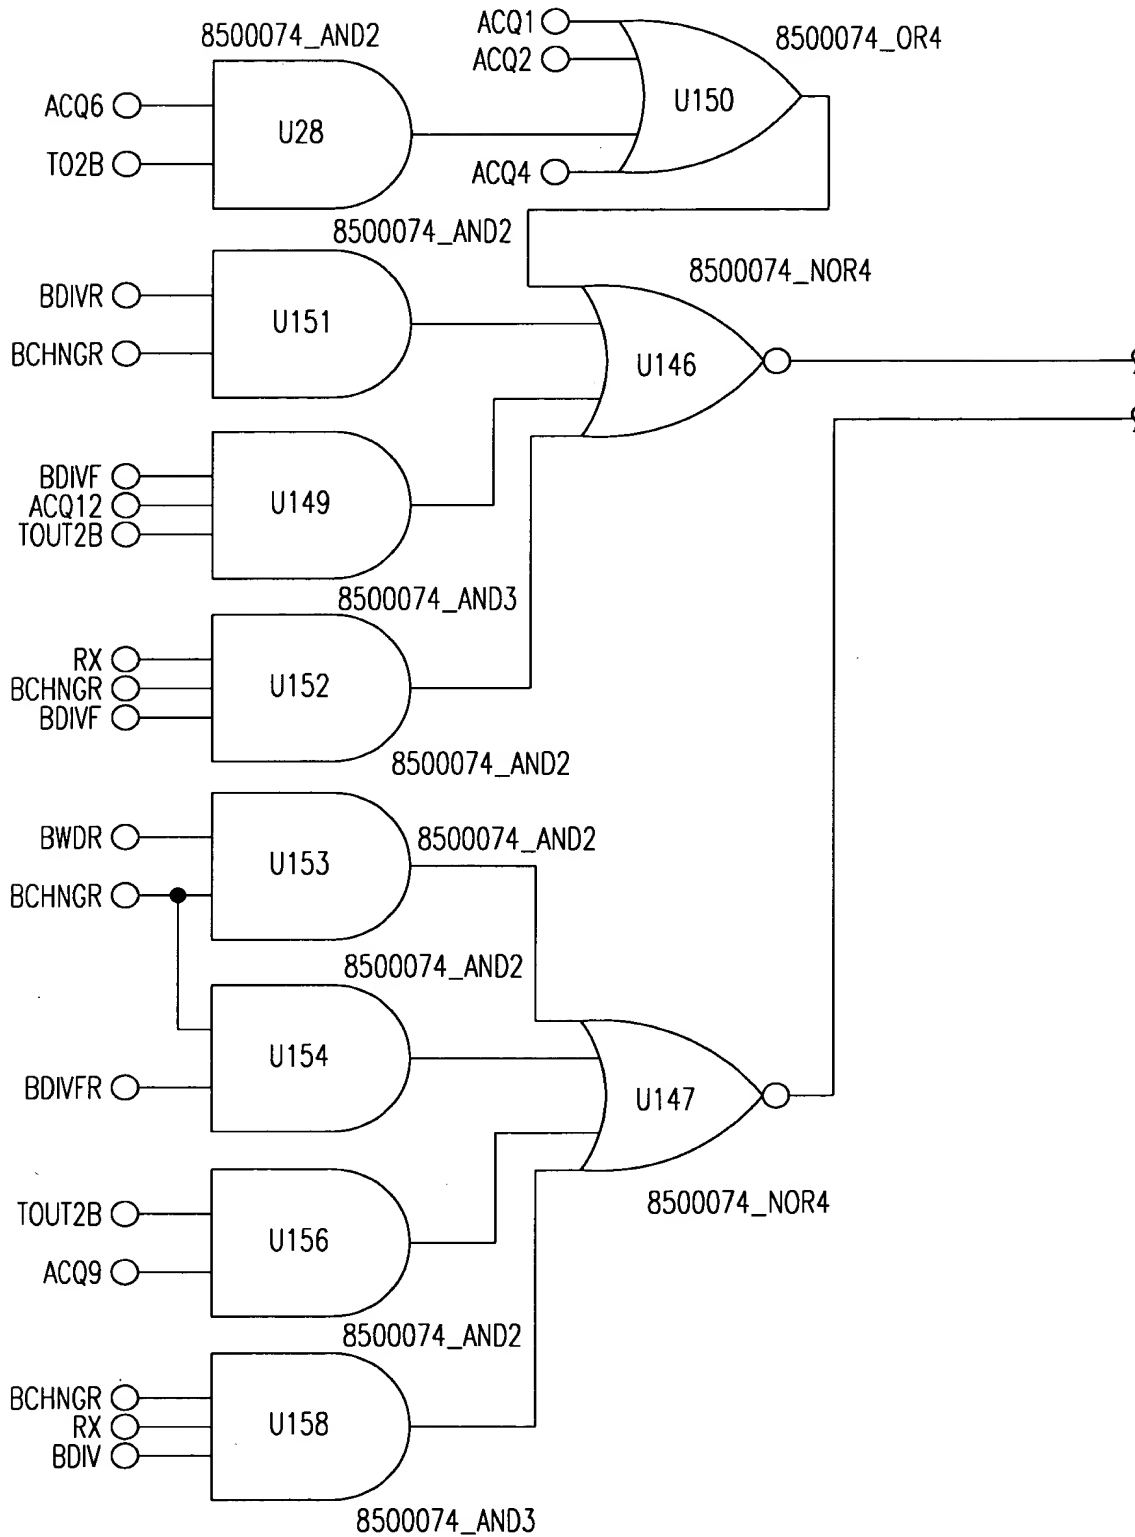 ACQ1
8500074_AND2
8500074_OR4
ACQ2
U150
ACQ6
U28
TO2B
ACQ4
8500074_AND2
8500074_NOR4
BDIVR
U151
BCHNGR
U146
BDIVF
ACQ12
U149
TOUT2B
8500074_AND3
RX
BCHNGR
U152
BDIVF
8500074_AND2
BWDR
8500074_AND2
U153
BCHNGR
8500074_AND2
U154
BDIVFR
U147
8500074_NOR4
TOUT2B
U156
ACQ9
8500074_AND2
BCHNGR
RX
U158
BDIV
8500074_AND3